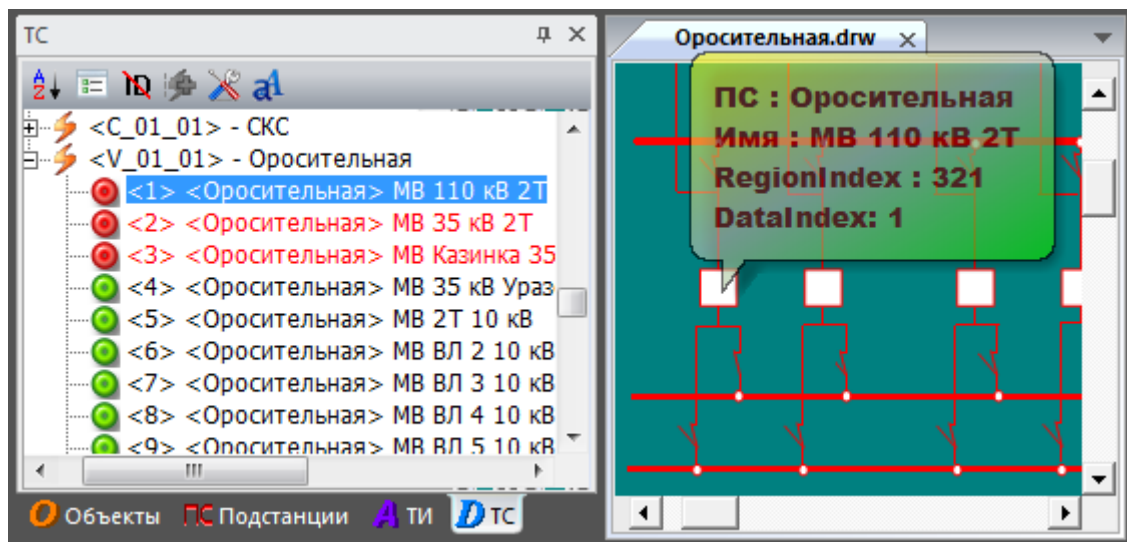 ТС
Оросительная.drw
<C_01_01> - СКС
<V_01_01> - Оросительная
<1> <Оросительная> МВ 110 кВ 2Т
<2> <Оросительная> МВ 35 кВ 2Т
<3> <Оросительная> МВ Казинка 35
<4> <Оросительная> МВ 35 кВ Ураз
<5> <Оросительная> МВ 2Т 10 кВ
<6> <Оросительная> МВ ВЛ 2 10 кВ
<7> <Оросительная> МВ ВЛ 3 10 кВ
<8> <Оросительная> МВ ВЛ 4 10 кВ
<9> <Оросительная> МВ ВЛ 5 10 кВ
Объекты ПС Подстанции А ТИ D ТС
ПС : Оросительная
Имя : МВ 110 кВ 2Т
RegionIndex : 321
DataIndex: 1